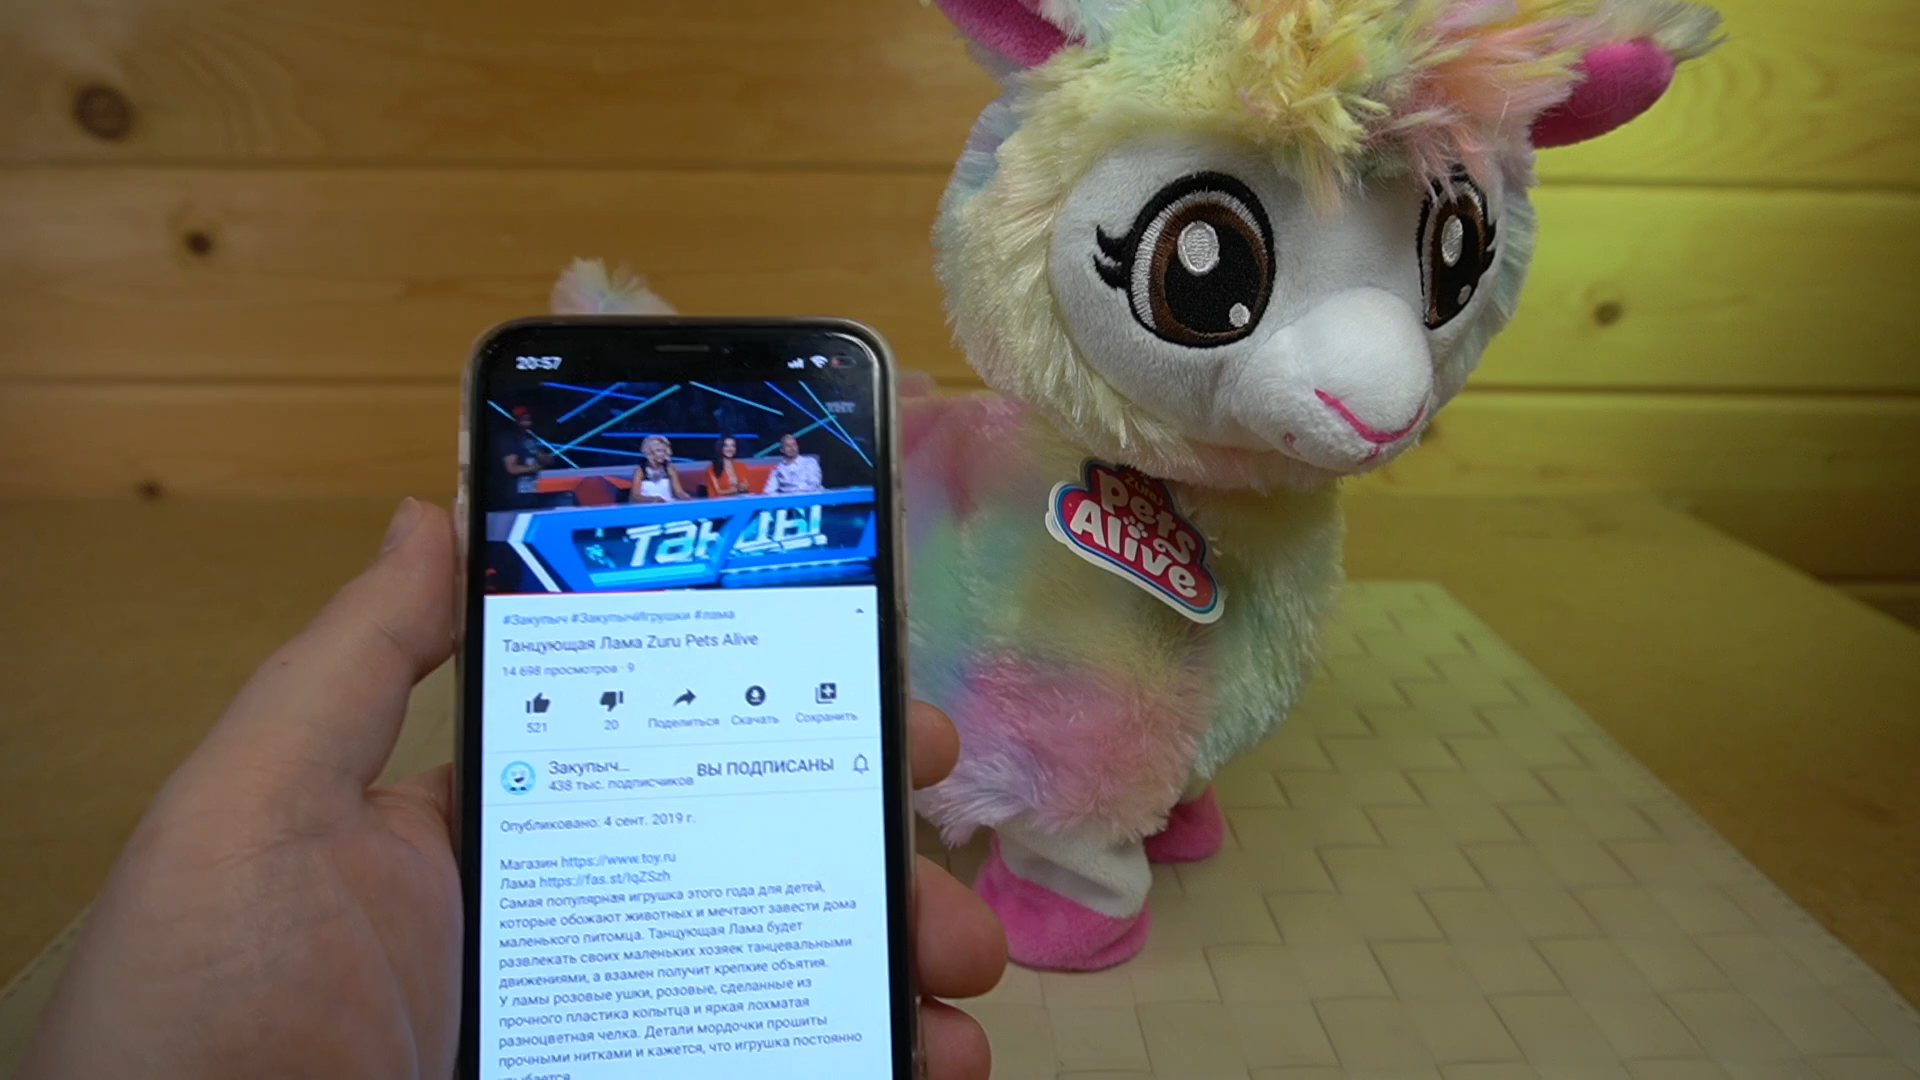 20:57
Танцы!
#Закупыч #ЗакупычИгрушки #лама
Танцующая Лама Zuru Pets Alive
14 698 просмотров · 9
521
20
Поделиться
Скачать
Сохранить
Закупыч...
438 тыс. подписчиков
ВЫ ПОДПИСАНЫ
Опубликовано: 4 сент. 2019 г.
Магазин https://www.toy.ru
Лама https://fas.st/IqZSzh
Самая популярная игрушка этого года для детей,
которые обожают животных и мечтают завести дома
маленького питомца. Танцующая Лама будет
развлекать своих маленьких хозяек танцевальными
движениями, а взамен получит крепкие объятия.
У ламы розовые ушки, розовые, сделанные из
прочного пластика копытца и яркая лохматая
разноцветная челка. Детали мордочки прошиты
прочными нитками и кажется, что игрушка постоянно
улыбается
ZURU
Pets
Alive